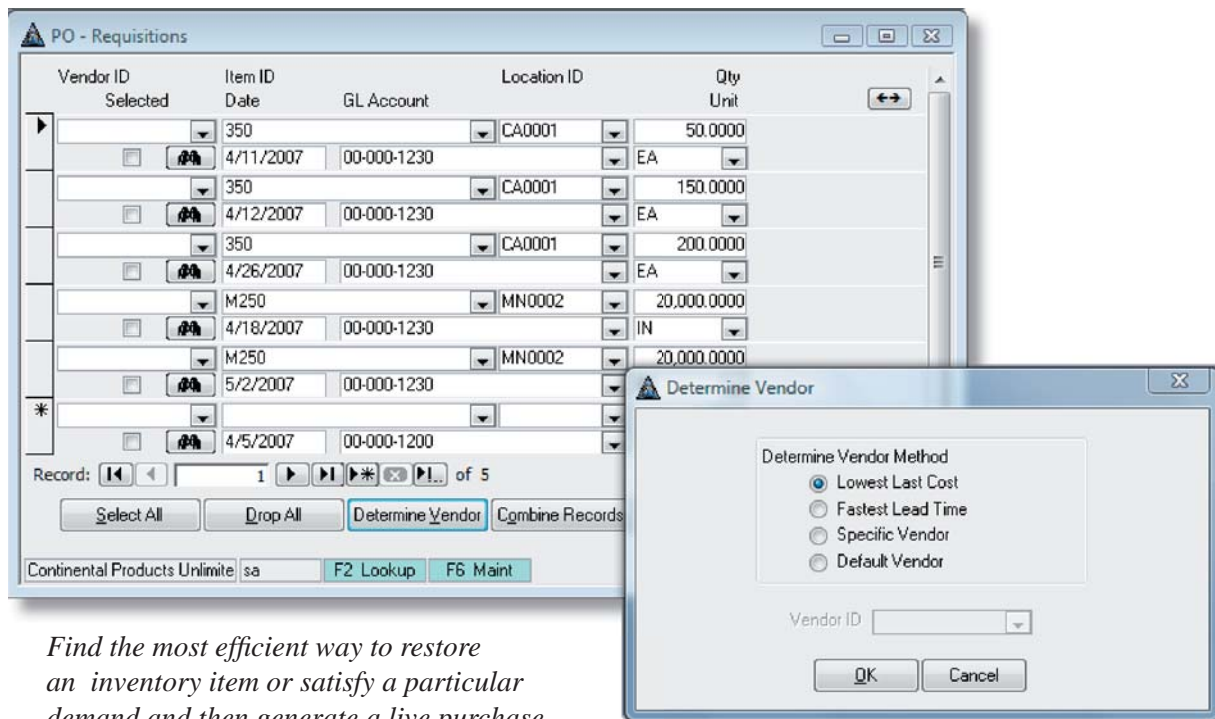 PO - Requisitions
Vendor ID Item ID Location ID Qty
Selected Date GL Account Unit
350 CA0001 50.0000
4/11/2007 00-000-1230 EA
350 CA0001 150.0000
4/12/2007 00-000-1230 EA
350 CA0001 200.0000
4/26/2007 00-000-1230 EA
M250 MN0002 20,000.0000
4/18/2007 00-000-1230 IN
M250 MN0002 20,000.0000
5/2/2007 00-000-1230
4/5/2007 00-000-1200
Record: 1 of 5
Select All Drop All Determine Vendor Combine Records
Continental Products Unlimite sa F2 Lookup F6 Maint
Determine Vendor
Determine Vendor Method
Lowest Last Cost
Fastest Lead Time
Specific Vendor
Default Vendor
Vendor ID
OK Cancel
Find the most efficient way to restore
an inventory item or satisfy a particular
demand and then generate a live purchase